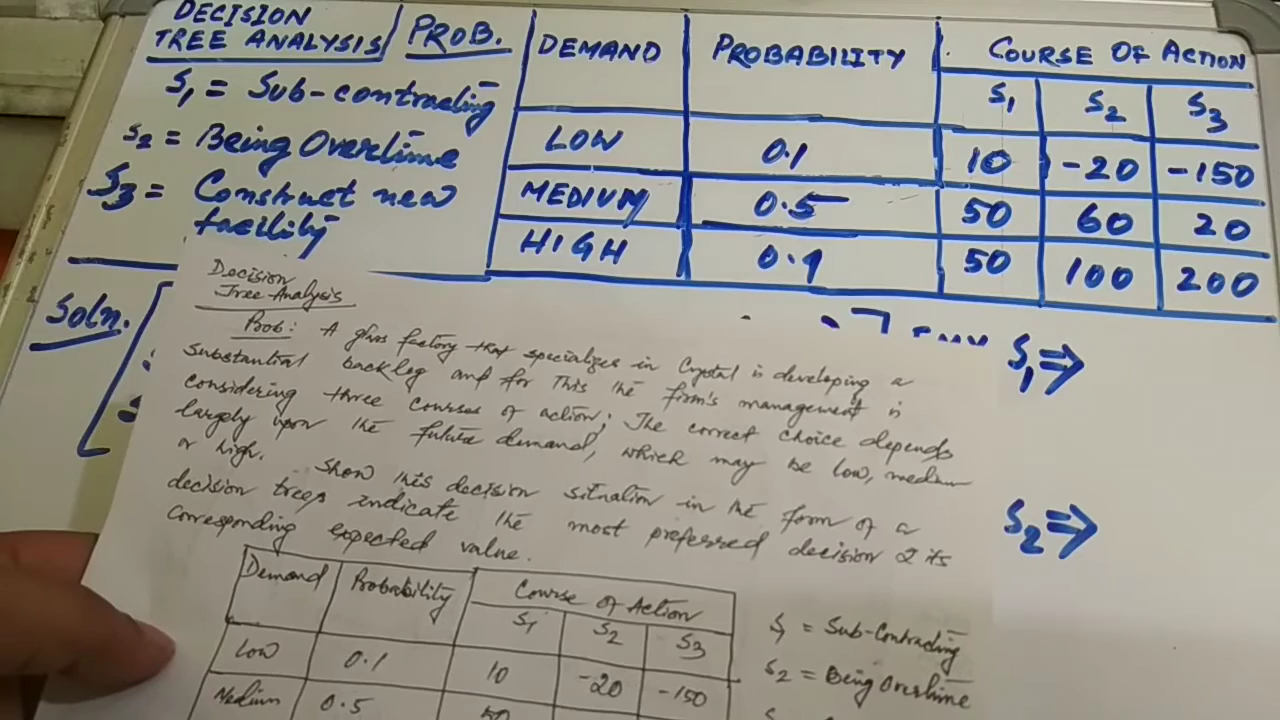 DECISION
TREE ANALYSIS
PROB.
S1 = Sub-contracting
S2 = Being Overtime
S3 = Construct new
facility
DEMAND PROBABILITY COURSE OF ACTION
S1 S2 S3
LOW 0.1 10 -20 -150
MEDIUM 0.5 50 60 20
HIGH 0.4 50 100 200
Soln.
S1 ⇒
S2 ⇒
Decision
Tree Analysis
Prob: A glass factory that specializes in Crystal is developing a
substantial backlog and for This the firm's management is
considering three courses of action; The correct choice depends
largely upon the future demand, which may be low, medium
or high. Show this decision situation in the form of a
decision tree, indicate the most preferred decision & its
corresponding expected value.
Demand Probability Course of Action
S1 S2 S3
Low 0.1 10 -20 -150
Medium 0.5 50
S1 = Sub-Contracting
S2 = Being Overtime